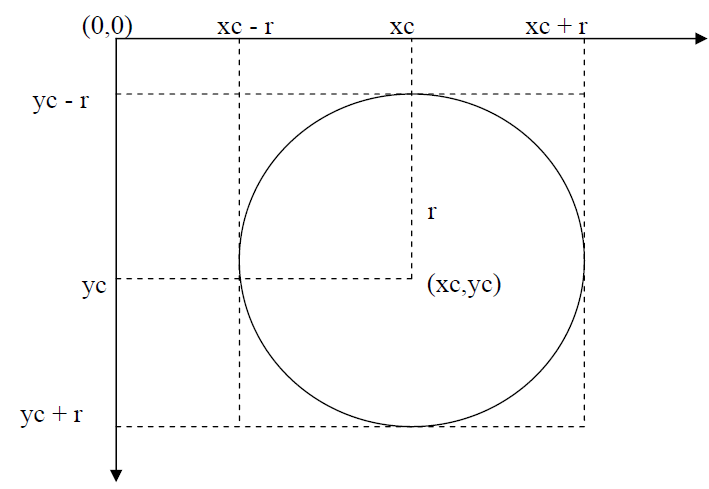 (0,0) xc - r xc xc + r
yc - r
r
yc (xc,yc)
yc + r